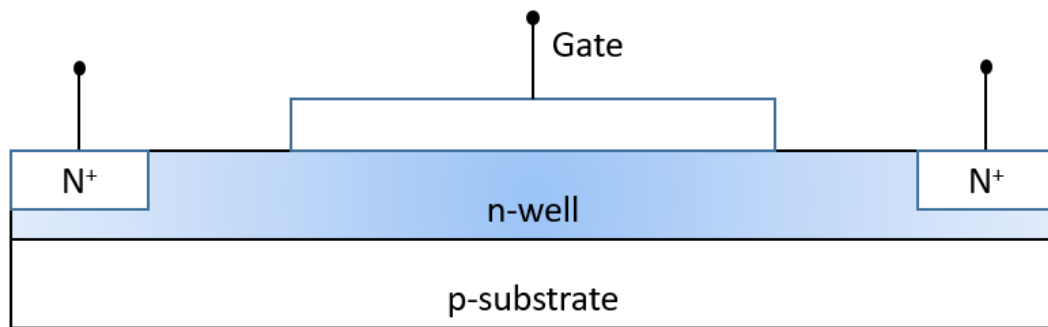 Gate
N⁺
N⁺
n-well
p-substrate